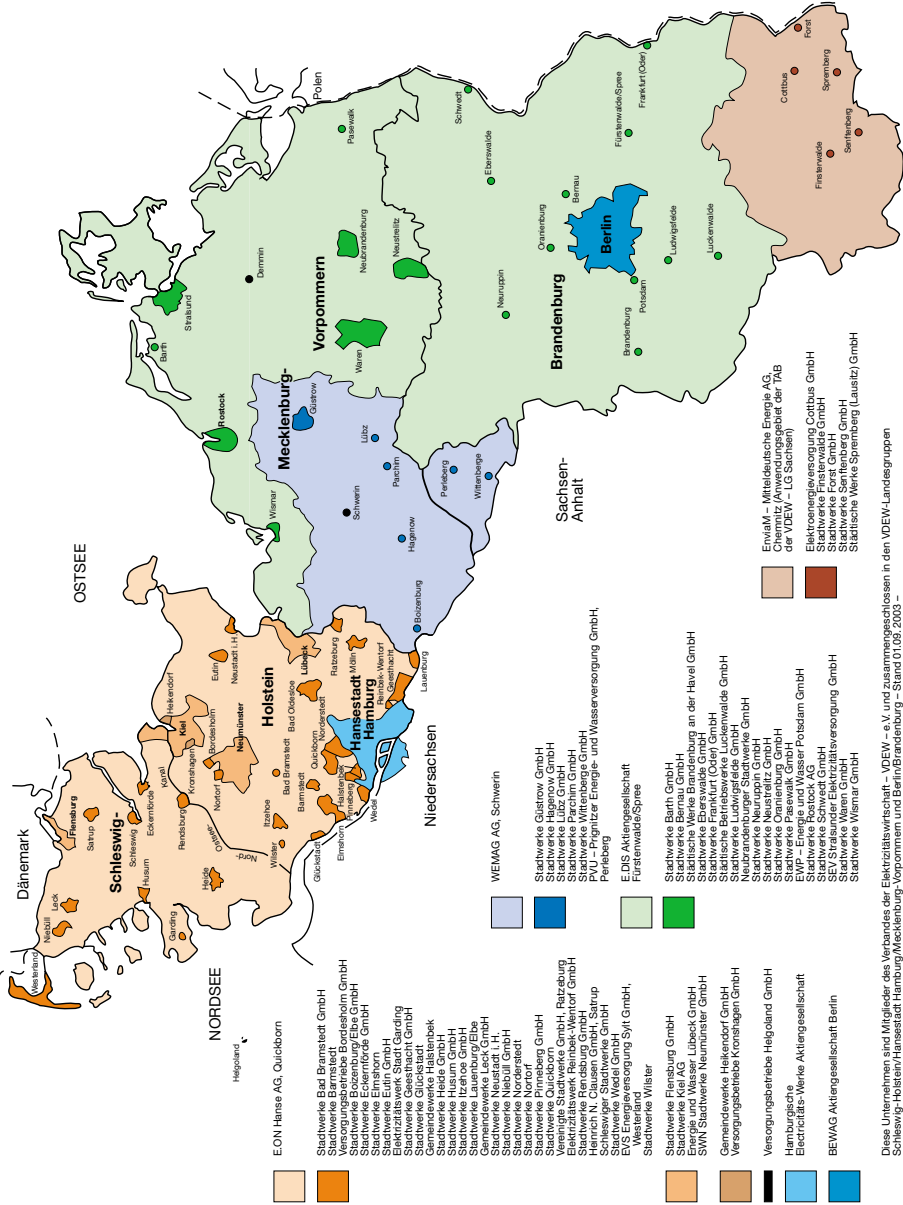 Dänemark
OSTSEE
NORDSEE
Helgoland
Westerland
Niebüll
Leck
Flensburg
Satrup
Schleswig-
Schleswig
Husum
Garding
Eckernförde
Kanal
Kronshagen
Kiel
Heikendorf
Rendsburg
Ostsee-
Nord-
Bordesholm
Nortorf
Neumünster
Heide
Eutin
Neustadt i.H
Holstein
Wilster
Itzehoe
Bad Bramstedt
Bad Oldesloe
Lübeck
Barmstedt
Quickborn
Norderstedt
Glückstadt
Elmshorn
Halstenbek
Pinneberg
Wedel
Hansestadt
Hamburg
Ratzeburg
Mölln
Reinbek-Wentorf
Geesthacht
Lauenburg
Niedersachsen
Barth
Stralsund
Rostock
Wismar
Demmin
Mecklenburg-
Vorpommern
Güstrow
Waren
Neubrandenburg
Neustrelitz
Pasewalk
Polen
Schwerin
Lübz
Parchim
Hagenow
Boizenburg
Perleberg
Wittenberge
Sachsen-
Anhalt
Brandenburg
Neuruppin
Eberswalde
Schwedt
Oranienburg
Bernau
Berlin
Brandenburg
Potsdam
Ludwigsfelde
Luckenwalde
Fürstenwalde/Spree
Frankfurt (Oder)
Cottbus
Forst
Finsterwalde
Senftenberg
Spremberg
E.ON Hanse AG, Quickborn
Stadtwerke Bad Bramstedt GmbH
Stadtwerke Barmstedt
Versorgungsbetriebe Bordesholm GmbH
Stadtwerke Boizenburg/Elbe GmbH
Stadtwerke Eckernförde GmbH
Stadtwerke Elmshorn
Stadtwerke Eutin GmbH
Elektrizitätswerk Stadt Garding
Stadtwerke Geesthacht GmbH
Stadtwerke Glückstadt
Gemeindewerke Halstenbek
Stadtwerke Heide GmbH
Stadtwerke Husum GmbH
Stadtwerke Itzehoe GmbH
Stadtwerke Lauenburg/Elbe
Gemeindewerke Leck GmbH
Stadtwerke Neustadt i.H.
Stadtwerke Niebüll GmbH
Stadtwerke Norderstedt
Stadtwerke Nortorf
Stadtwerke Pinneberg GmbH
Stadtwerke Quickborn
Vereinigte Stadtwerke GmbH, Ratzeburg
Elektrizitätswerk Reinbek-Wentorf GmbH
Stadtwerke Rendsburg GmbH
Heinrich N. Clausen GmbH, Satrup
Schleswiger Stadtwerke GmbH
Stadtwerke Wedel GmbH
EVS Energieversorgung Sylt GmbH,
Westerland
Stadtwerke Wilster
Stadtwerke Flensburg GmbH
Stadtwerke Kiel AG
Energie und Wasser Lübeck GmbH
SWN Stadtwerke Neumünster GmbH
Gemeindewerke Heikendorf GmbH
Versorgungsbetriebe Kronshagen GmbH
Versorgungsbetriebe Helgoland GmbH
Hamburgische
Electricitäts-Werke Aktiengesellschaft
BEWAG Aktiengesellschaft Berlin
WEMAG AG, Schwerin
Stadtwerke Güstrow GmbH
Stadtwerke Hagenow GmbH
Stadtwerke Lübz GmbH
Stadtwerke Parchim GmbH
Stadtwerke Wittenberge GmbH
PVU – Prignitzer Energie- und Wasserversorgung GmbH,
Perleberg
E.DIS Aktiengesellschaft
Fürstenwalde/Spree
Stadtwerke Barth GmbH
Stadtwerke Bernau GmbH
Städtische Werke Brandenburg an der Havel GmbH
Stadtwerke Eberswalde GmbH
Stadtwerke Frankfurt (Oder) GmbH
Städtische Betriebswerke Luckenwalde GmbH
Stadtwerke Ludwigsfelde GmbH
Neubrandenburger Stadtwerke GmbH
Stadtwerke Neuruppin GmbH
Stadtwerke Neustrelitz GmbH
Stadtwerke Oranienburg GmbH
Stadtwerke Pasewalk GmbH
EWP – Energie und Wasser Potsdam GmbH
Stadtwerke Rostock AG
Stadtwerke Schwedt GmbH
SEV Stralsunder Elektrizitätsversorgung GmbH
Stadtwerke Waren GmbH
Stadtwerke Wismar GmbH
EnviaM – Mitteldeutsche Energie AG,
Chemnitz (Anwendungsgebiet der TAB
der VDEW – LG Sachsen)
Elektroenergieversorgung Cottbus GmbH
Stadtwerke Finsterwalde GmbH
Stadtwerke Forst GmbH
Stadtwerke Senftenberg GmbH
Städtische Werke Spremberg (Lausitz) GmbH
Diese Unternehmen sind Mitglieder des Verbandes der Elektrizitätswirtschaft – VDEW – e.V. und zusammengeschlossen in den VDEW-Landesgruppen
Schleswig-Holstein/Hansestadt Hamburg/Mecklenburg-Vorpommern und Berlin/Brandenburg – Stand 01.09. 2003 –